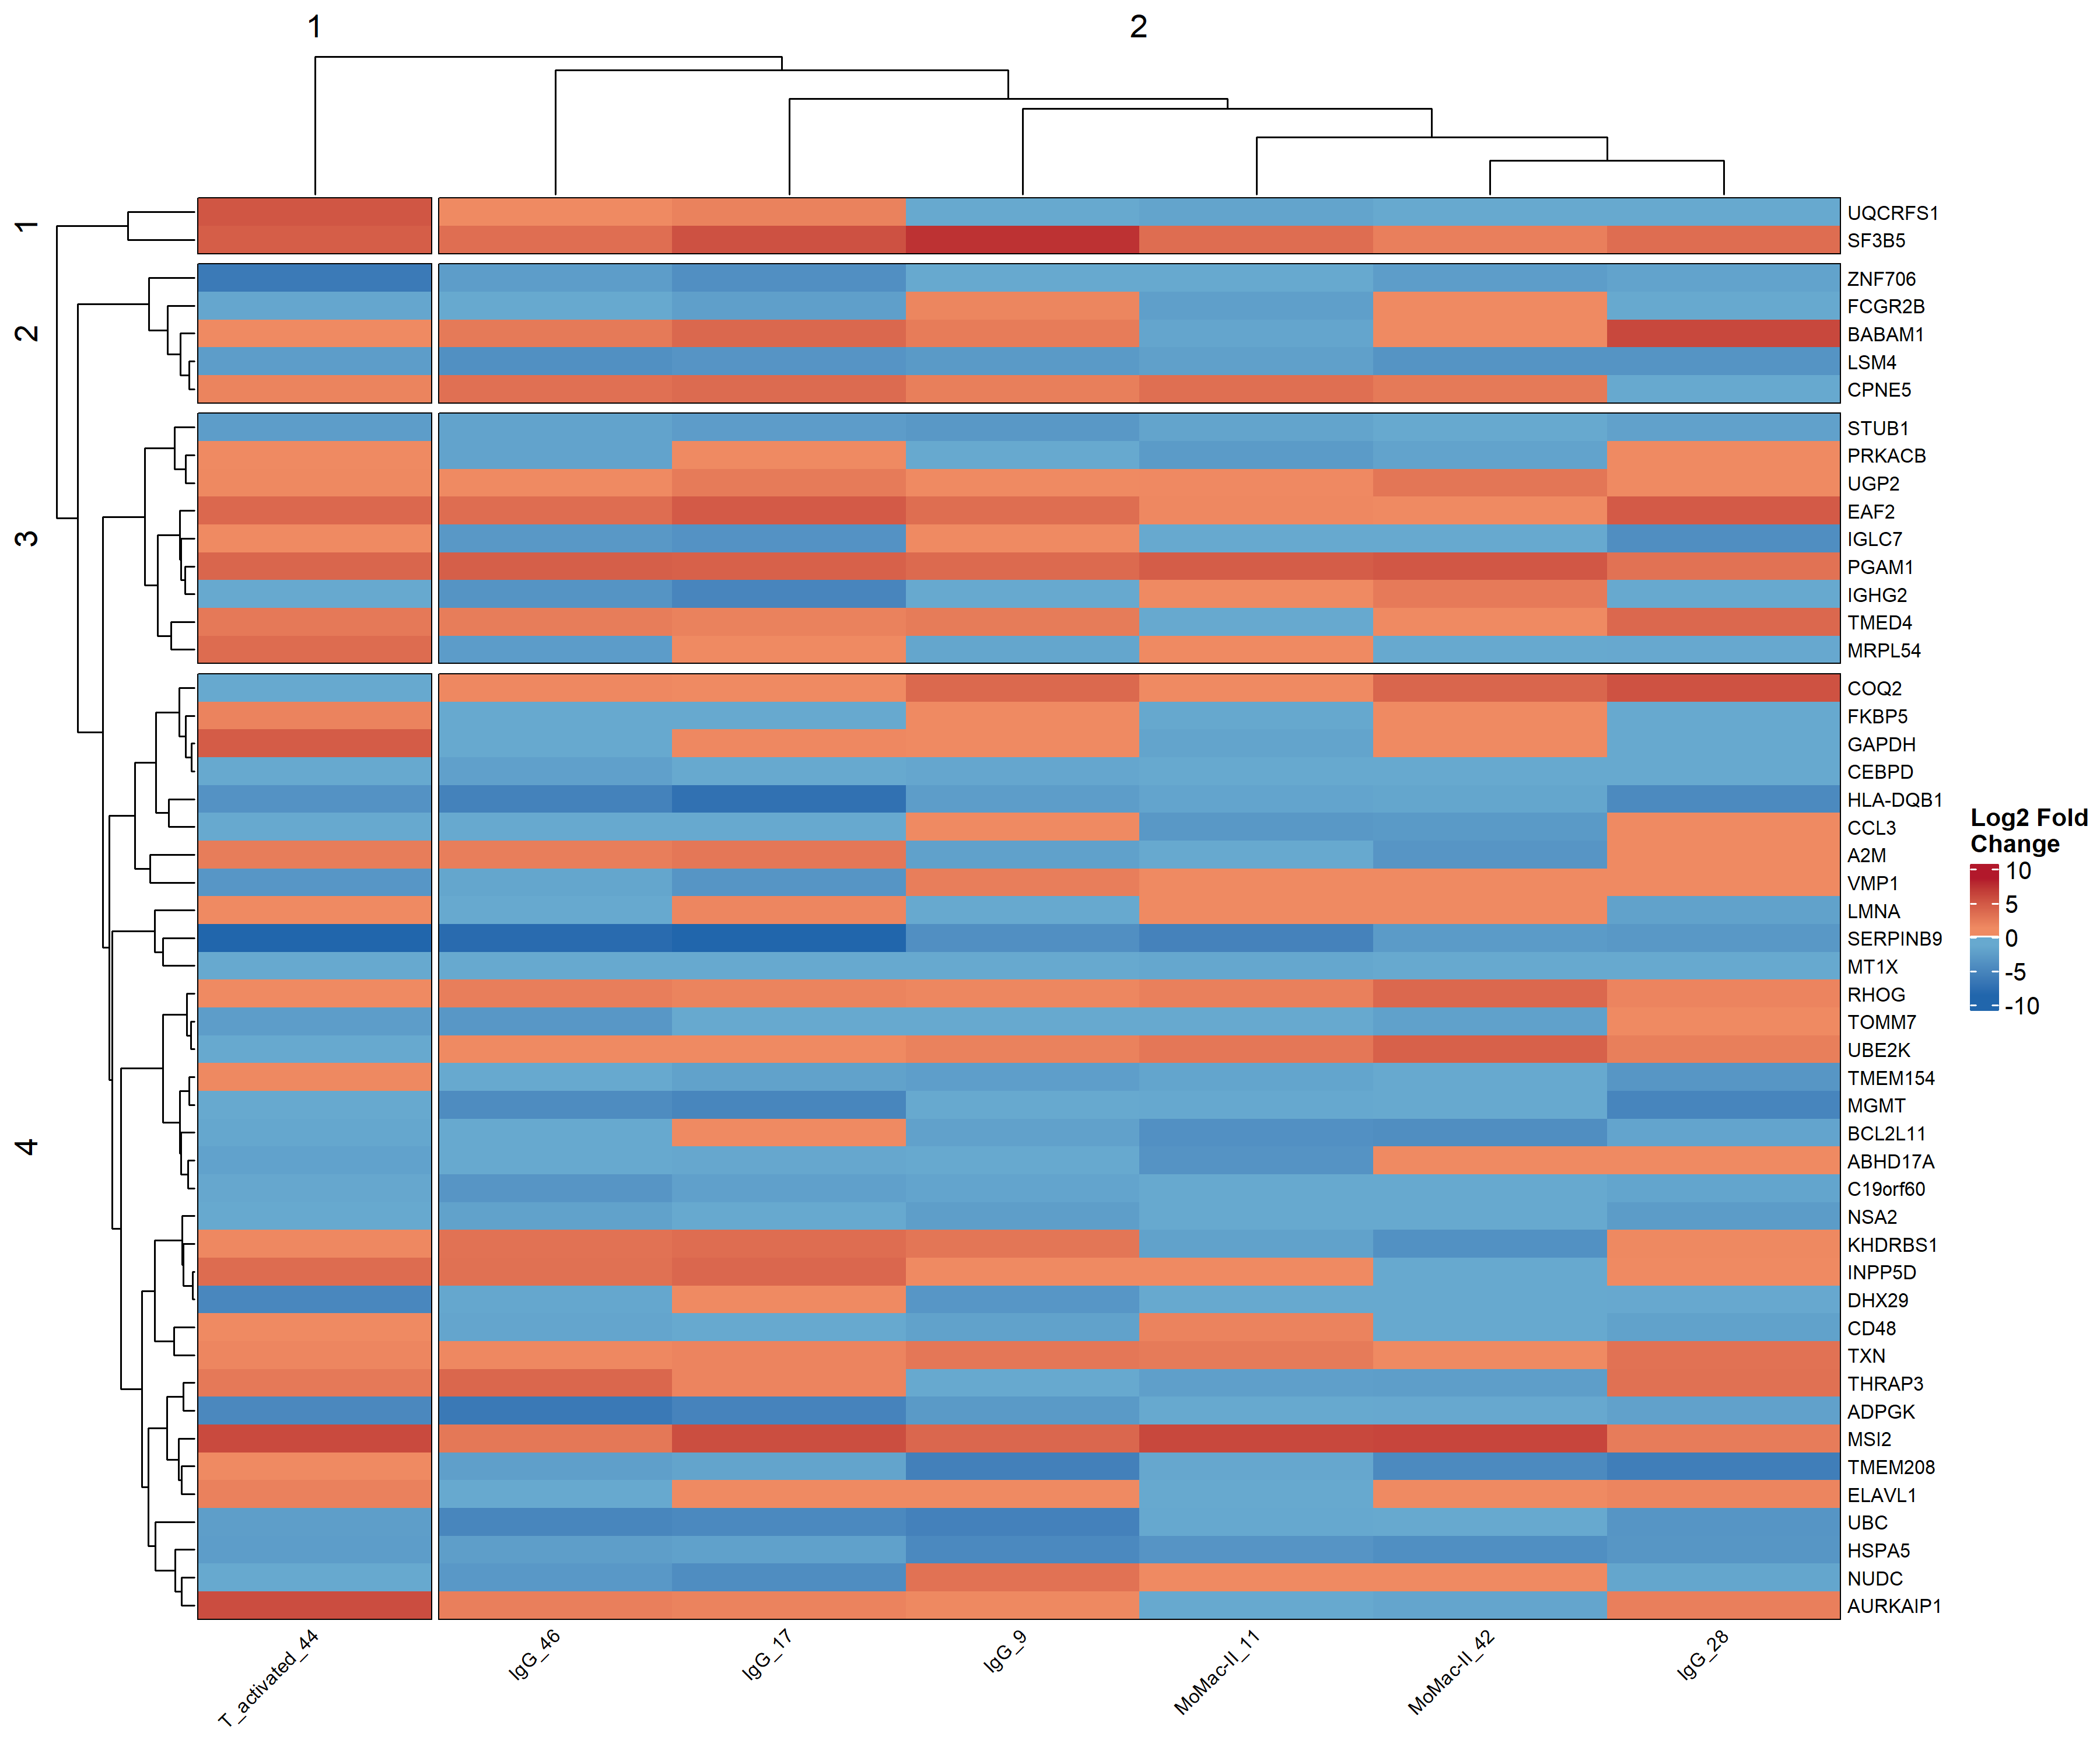 1
2
1
2
3
4
UQCRFS1
SF3B5
ZNF706
FCGR2B
BABAM1
LSM4
CPNE5
STUB1
PRKACB
UGP2
EAF2
IGLC7
PGAM1
IGHG2
TMED4
MRPL54
COQ2
FKBP5
GAPDH
CEBPD
HLA-DQB1
CCL3
A2M
VMP1
LMNA
SERPINB9
MT1X
RHOG
TOMM7
UBE2K
TMEM154
MGMT
BCL2L11
ABHD17A
C19orf60
NSA2
KHDRBS1
INPP5D
DHX29
CD48
TXN
THRAP3
ADPGK
MSI2
TMEM208
ELAVL1
UBC
HSPA5
NUDC
AURKAIP1
Log2 Fold
Change
10
5
0
-5
-10
T_activated_44
IgG_46
IgG_17
IgG_9
MoMac-II_11
MoMac-II_42
IgG_28